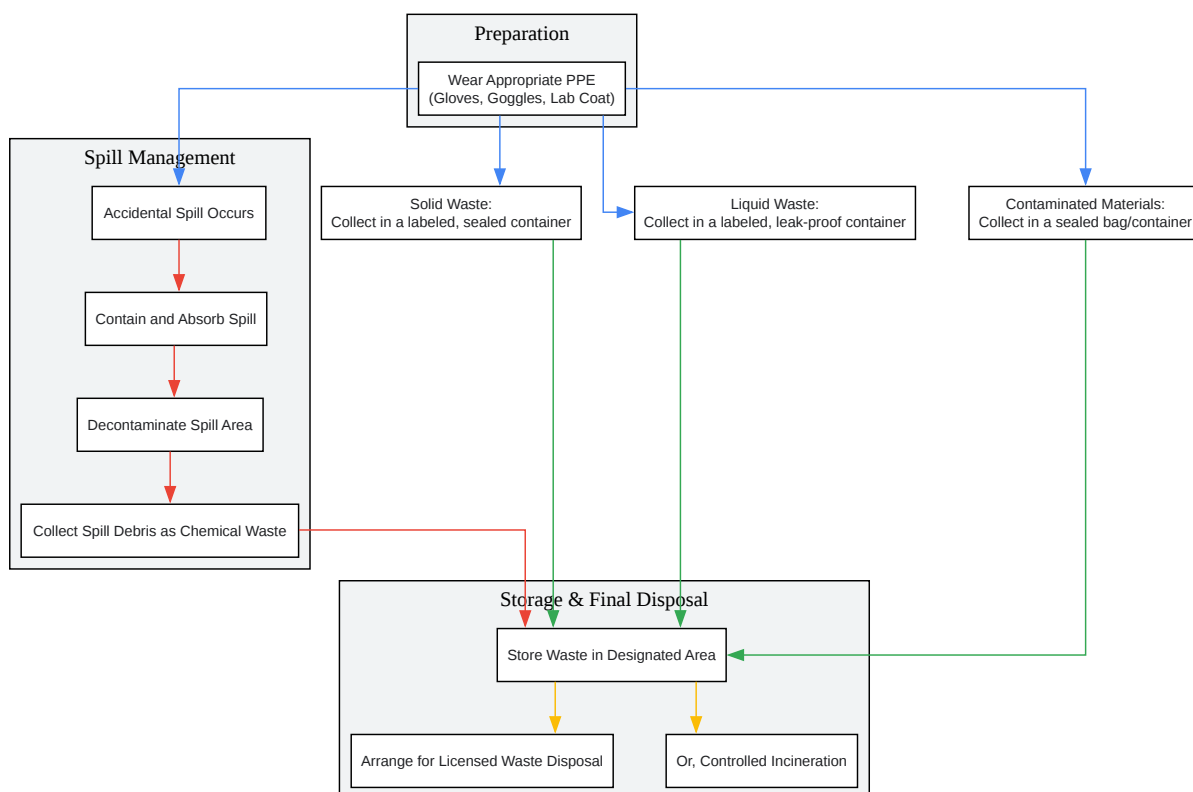 Preparation
Wear Appropriate PPE
(Gloves, Goggles, Lab Coat)
Spill Management
Accidental Spill Occurs
Solid Waste:
Collect in a labeled, sealed container
Liquid Waste:
Collect in a labeled, leak-proof container
Contaminated Materials:
Collect in a sealed bag/container
Contain and Absorb Spill
Decontaminate Spill Area
Collect Spill Debris as Chemical Waste
Storage & Final Disposal
Store Waste in Designated Area
Arrange for Licensed Waste Disposal
Or, Controlled Incineration